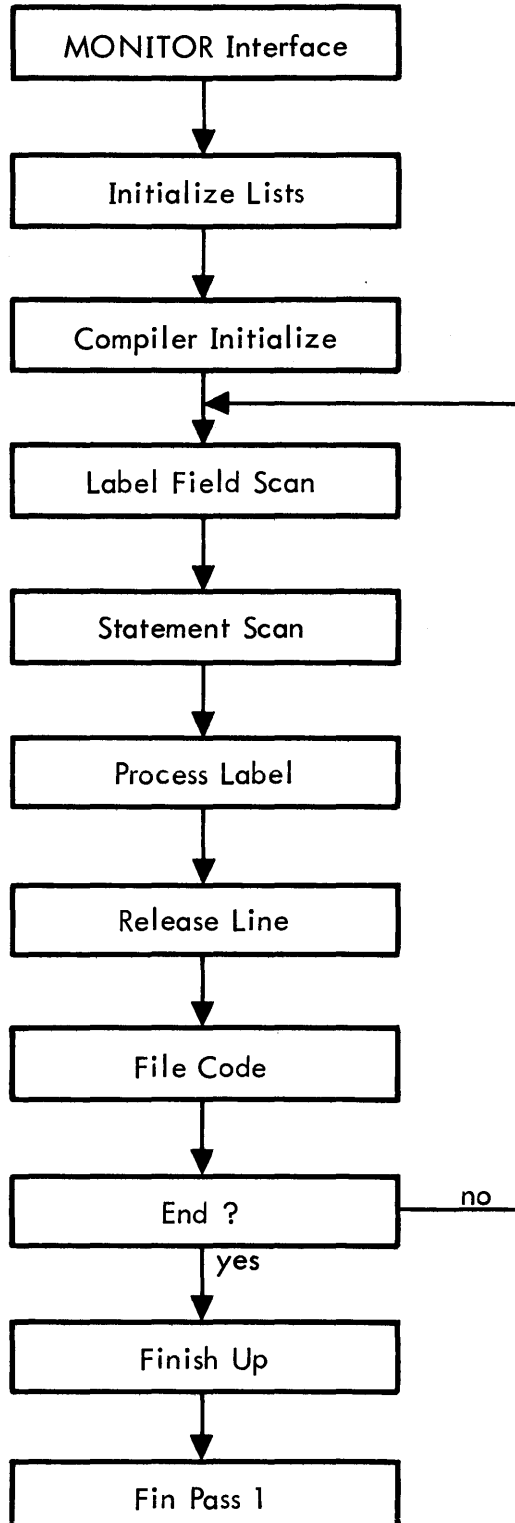 MONITOR Interface
Initialize Lists
Compiler Initialize
Label Field Scan
Statement Scan
Process Label
Release Line
File Code
End ?
no
yes
Finish Up
Fin Pass 1